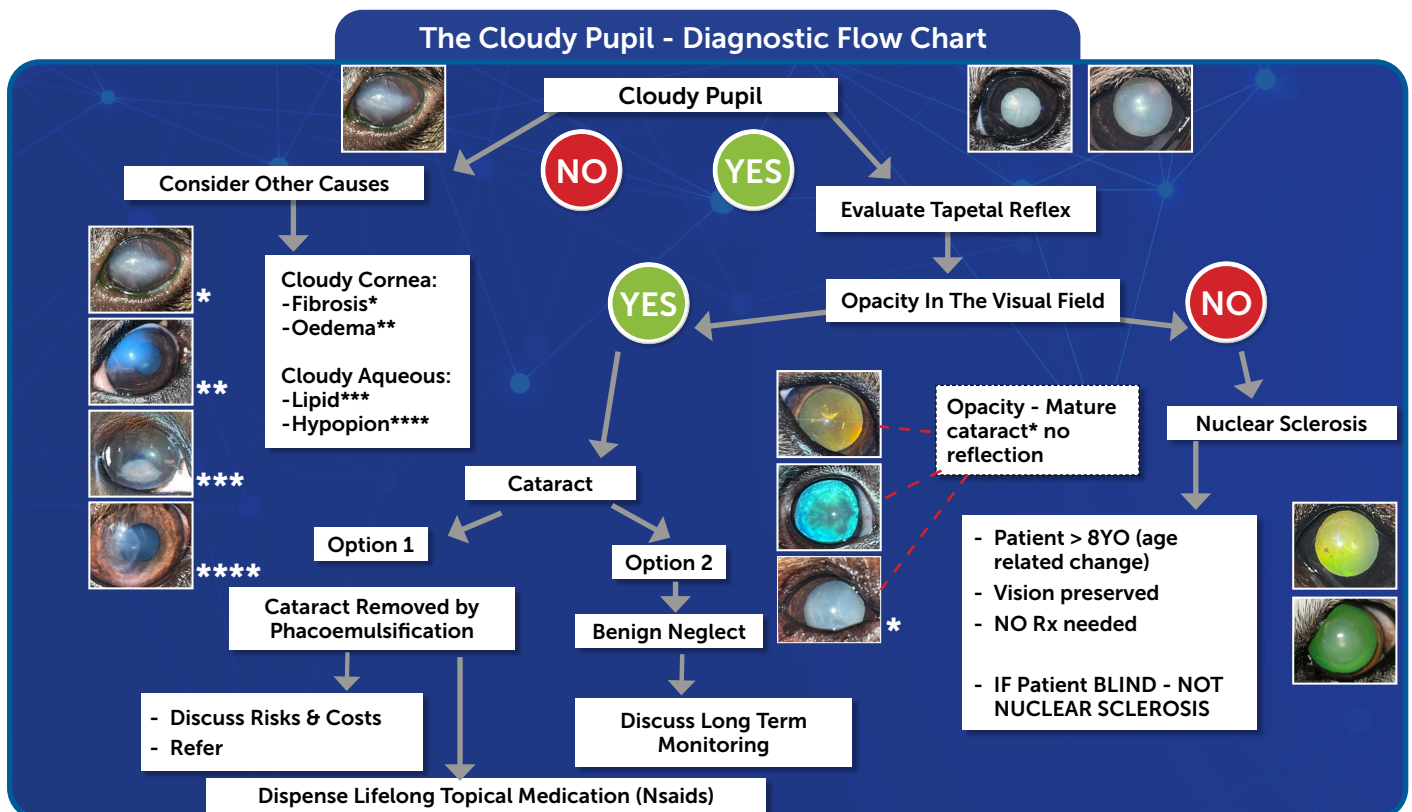 The Cloudy Pupil - Diagnostic Flow Chart
Cloudy Pupil
NO
YES
Consider Other Causes
Evaluate Tapetal Reflex
*
**
***
****
Cloudy Cornea:
-Fibrosis*
-Oedema**
Cloudy Aqueous:
-Lipid***
-Hypopion****
YES
Opacity In The Visual Field
NO
Opacity - Mature
cataract* no
reflection
*
Nuclear Sclerosis
Cataract
Option 1
Option 2
Cataract Removed by
Phacoemulsification
Benign Neglect
- Patient > 8YO (age
related change)
- Vision preserved
- NO Rx needed
- IF Patient BLIND - NOT
NUCLEAR SCLEROSIS
- Discuss Risks & Costs
- Refer
Discuss Long Term
Monitoring
Dispense Lifelong Topical Medication (Nsaids)